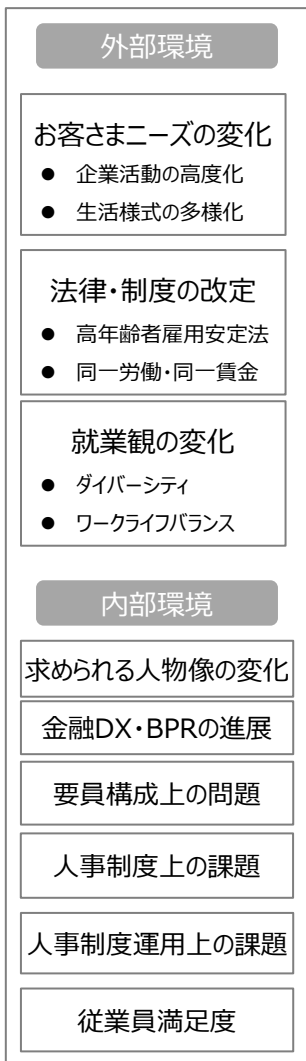 外部環境
お客さまニーズの変化
● 企業活動の高度化
● 生活様式の多様化
法律・制度の改定
● 高年齢者雇用安定法
● 同一労働・同一賃金
就業観の変化
● ダイバーシティ
● ワークライフバランス
内部環境
求められる人物像の変化
金融DX・BPRの進展
要員構成上の問題
人事制度上の課題
人事制度運用上の課題
従業員満足度